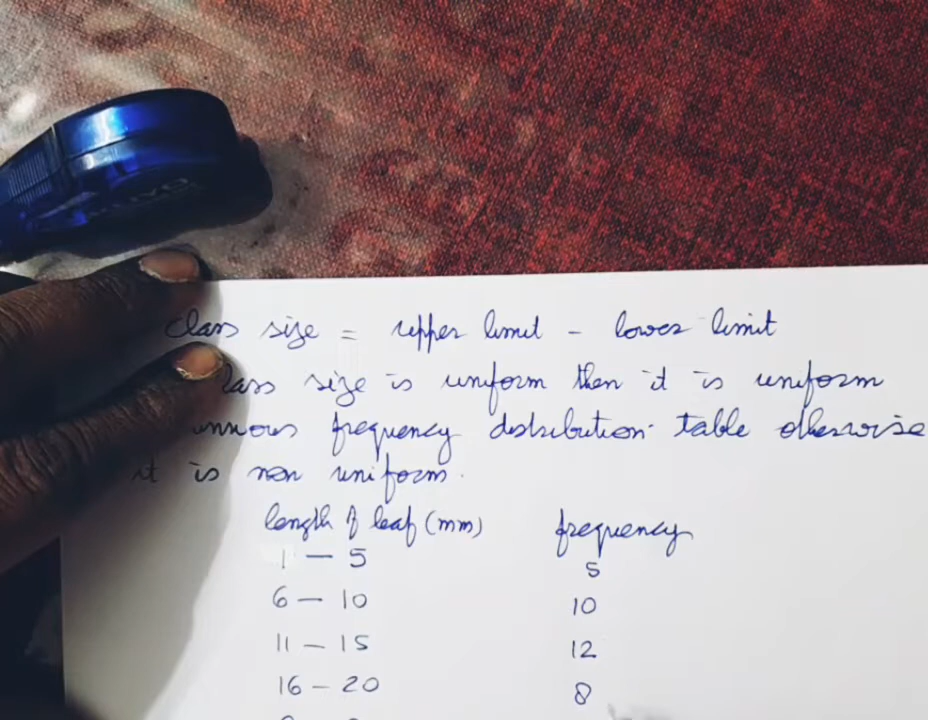 class size = upper limit - lower limit
class size is uniform then it is uniform
frequency distribution table otherwise
it is non uniform.
length of leaf (mm) frequency
1 - 5 5
6 - 10 10
11 - 15 12
16 - 20 8